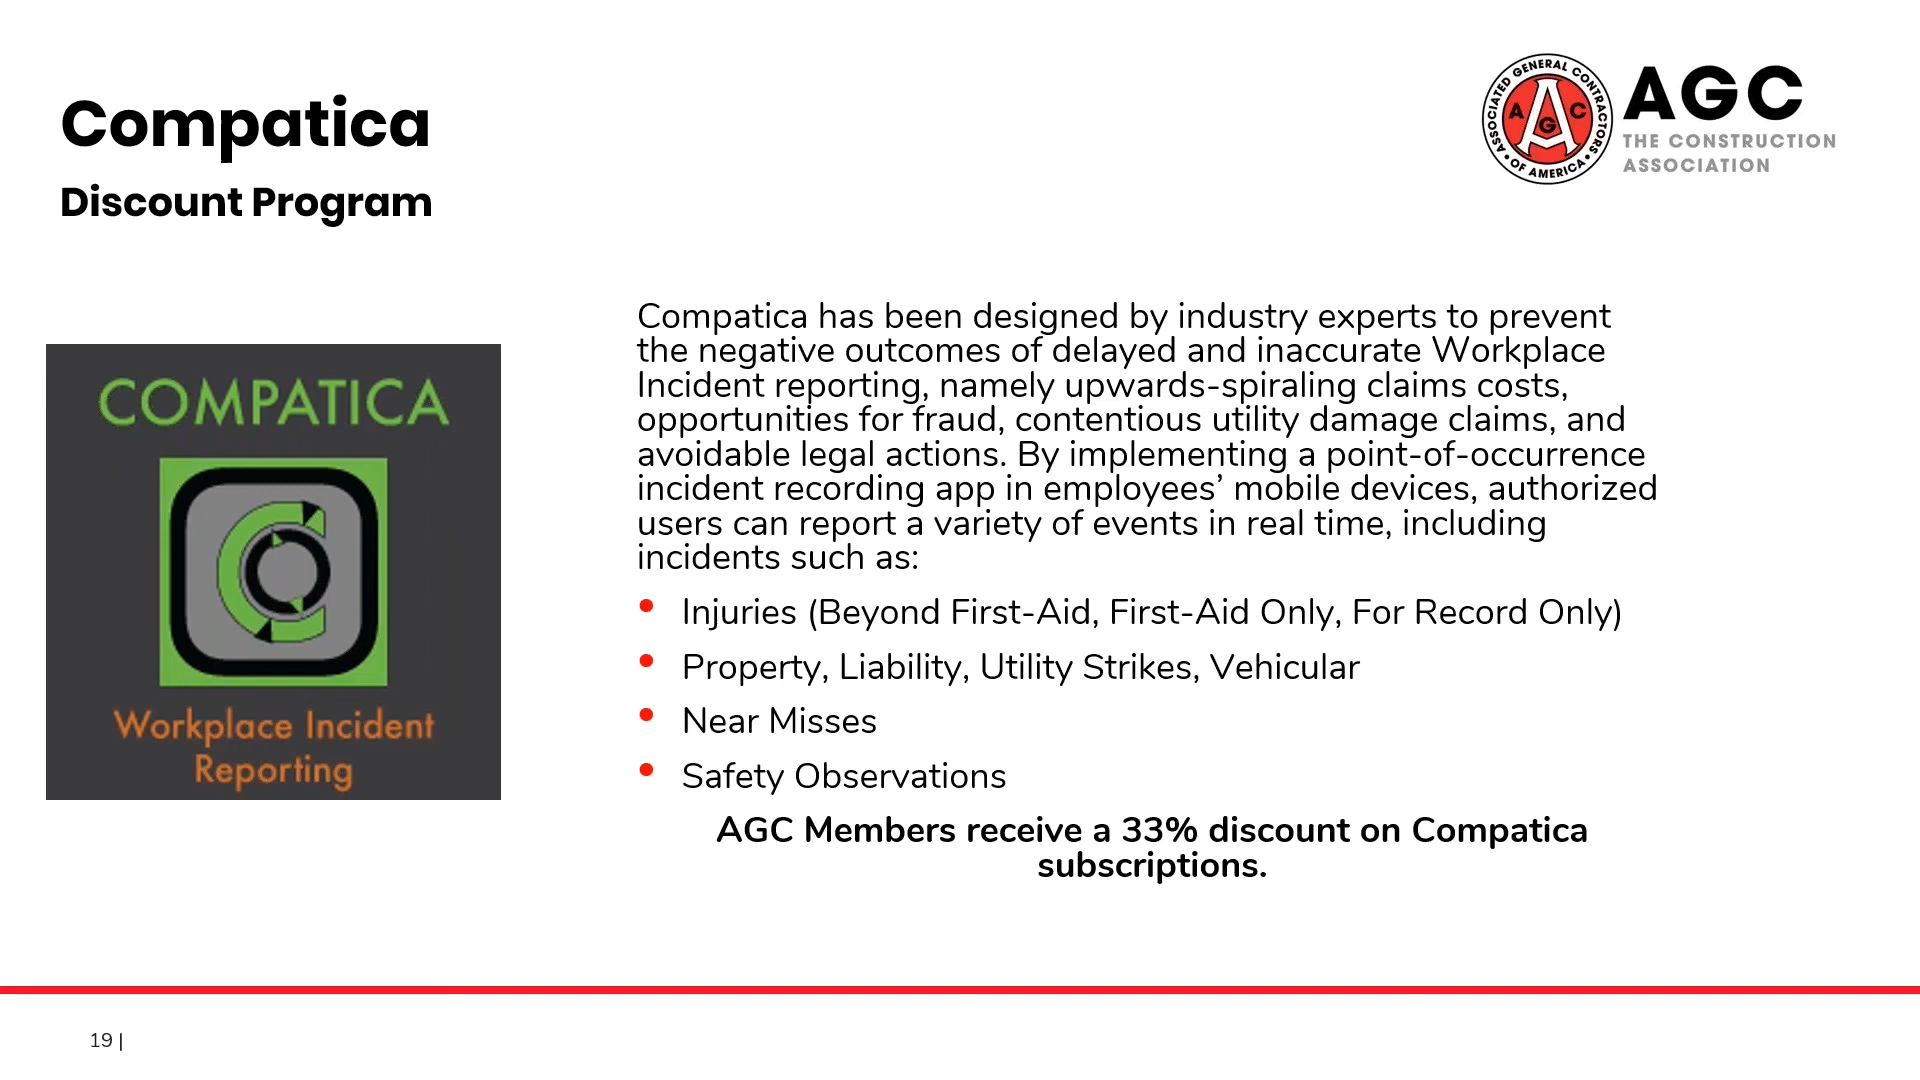 Compatica
Discount Program
ASSOCIATED GENERAL CONTRACTORS
• OF AMERICA •
A G C
AGC
THE CONSTRUCTION
ASSOCIATION
COMPATICA
Workplace Incident
Reporting
Compatica has been designed by industry experts to prevent
the negative outcomes of delayed and inaccurate Workplace
Incident reporting, namely upwards-spiraling claims costs,
opportunities for fraud, contentious utility damage claims, and
avoidable legal actions. By implementing a point-of-occurrence
incident recording app in employees’ mobile devices, authorized
users can report a variety of events in real time, including
incidents such as:
• Injuries (Beyond First-Aid, First-Aid Only, For Record Only)
• Property, Liability, Utility Strikes, Vehicular
• Near Misses
• Safety Observations
AGC Members receive a 33% discount on Compatica
subscriptions.
19 |